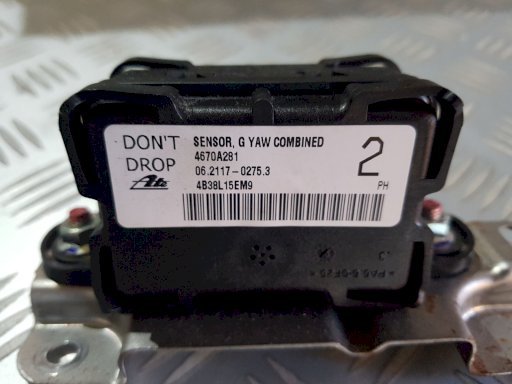 DON'T
DROP
Ate
SENSOR, G YAW COMBINED
4670A281
06.2117-0275.3
4B38L15EM9
2
PH